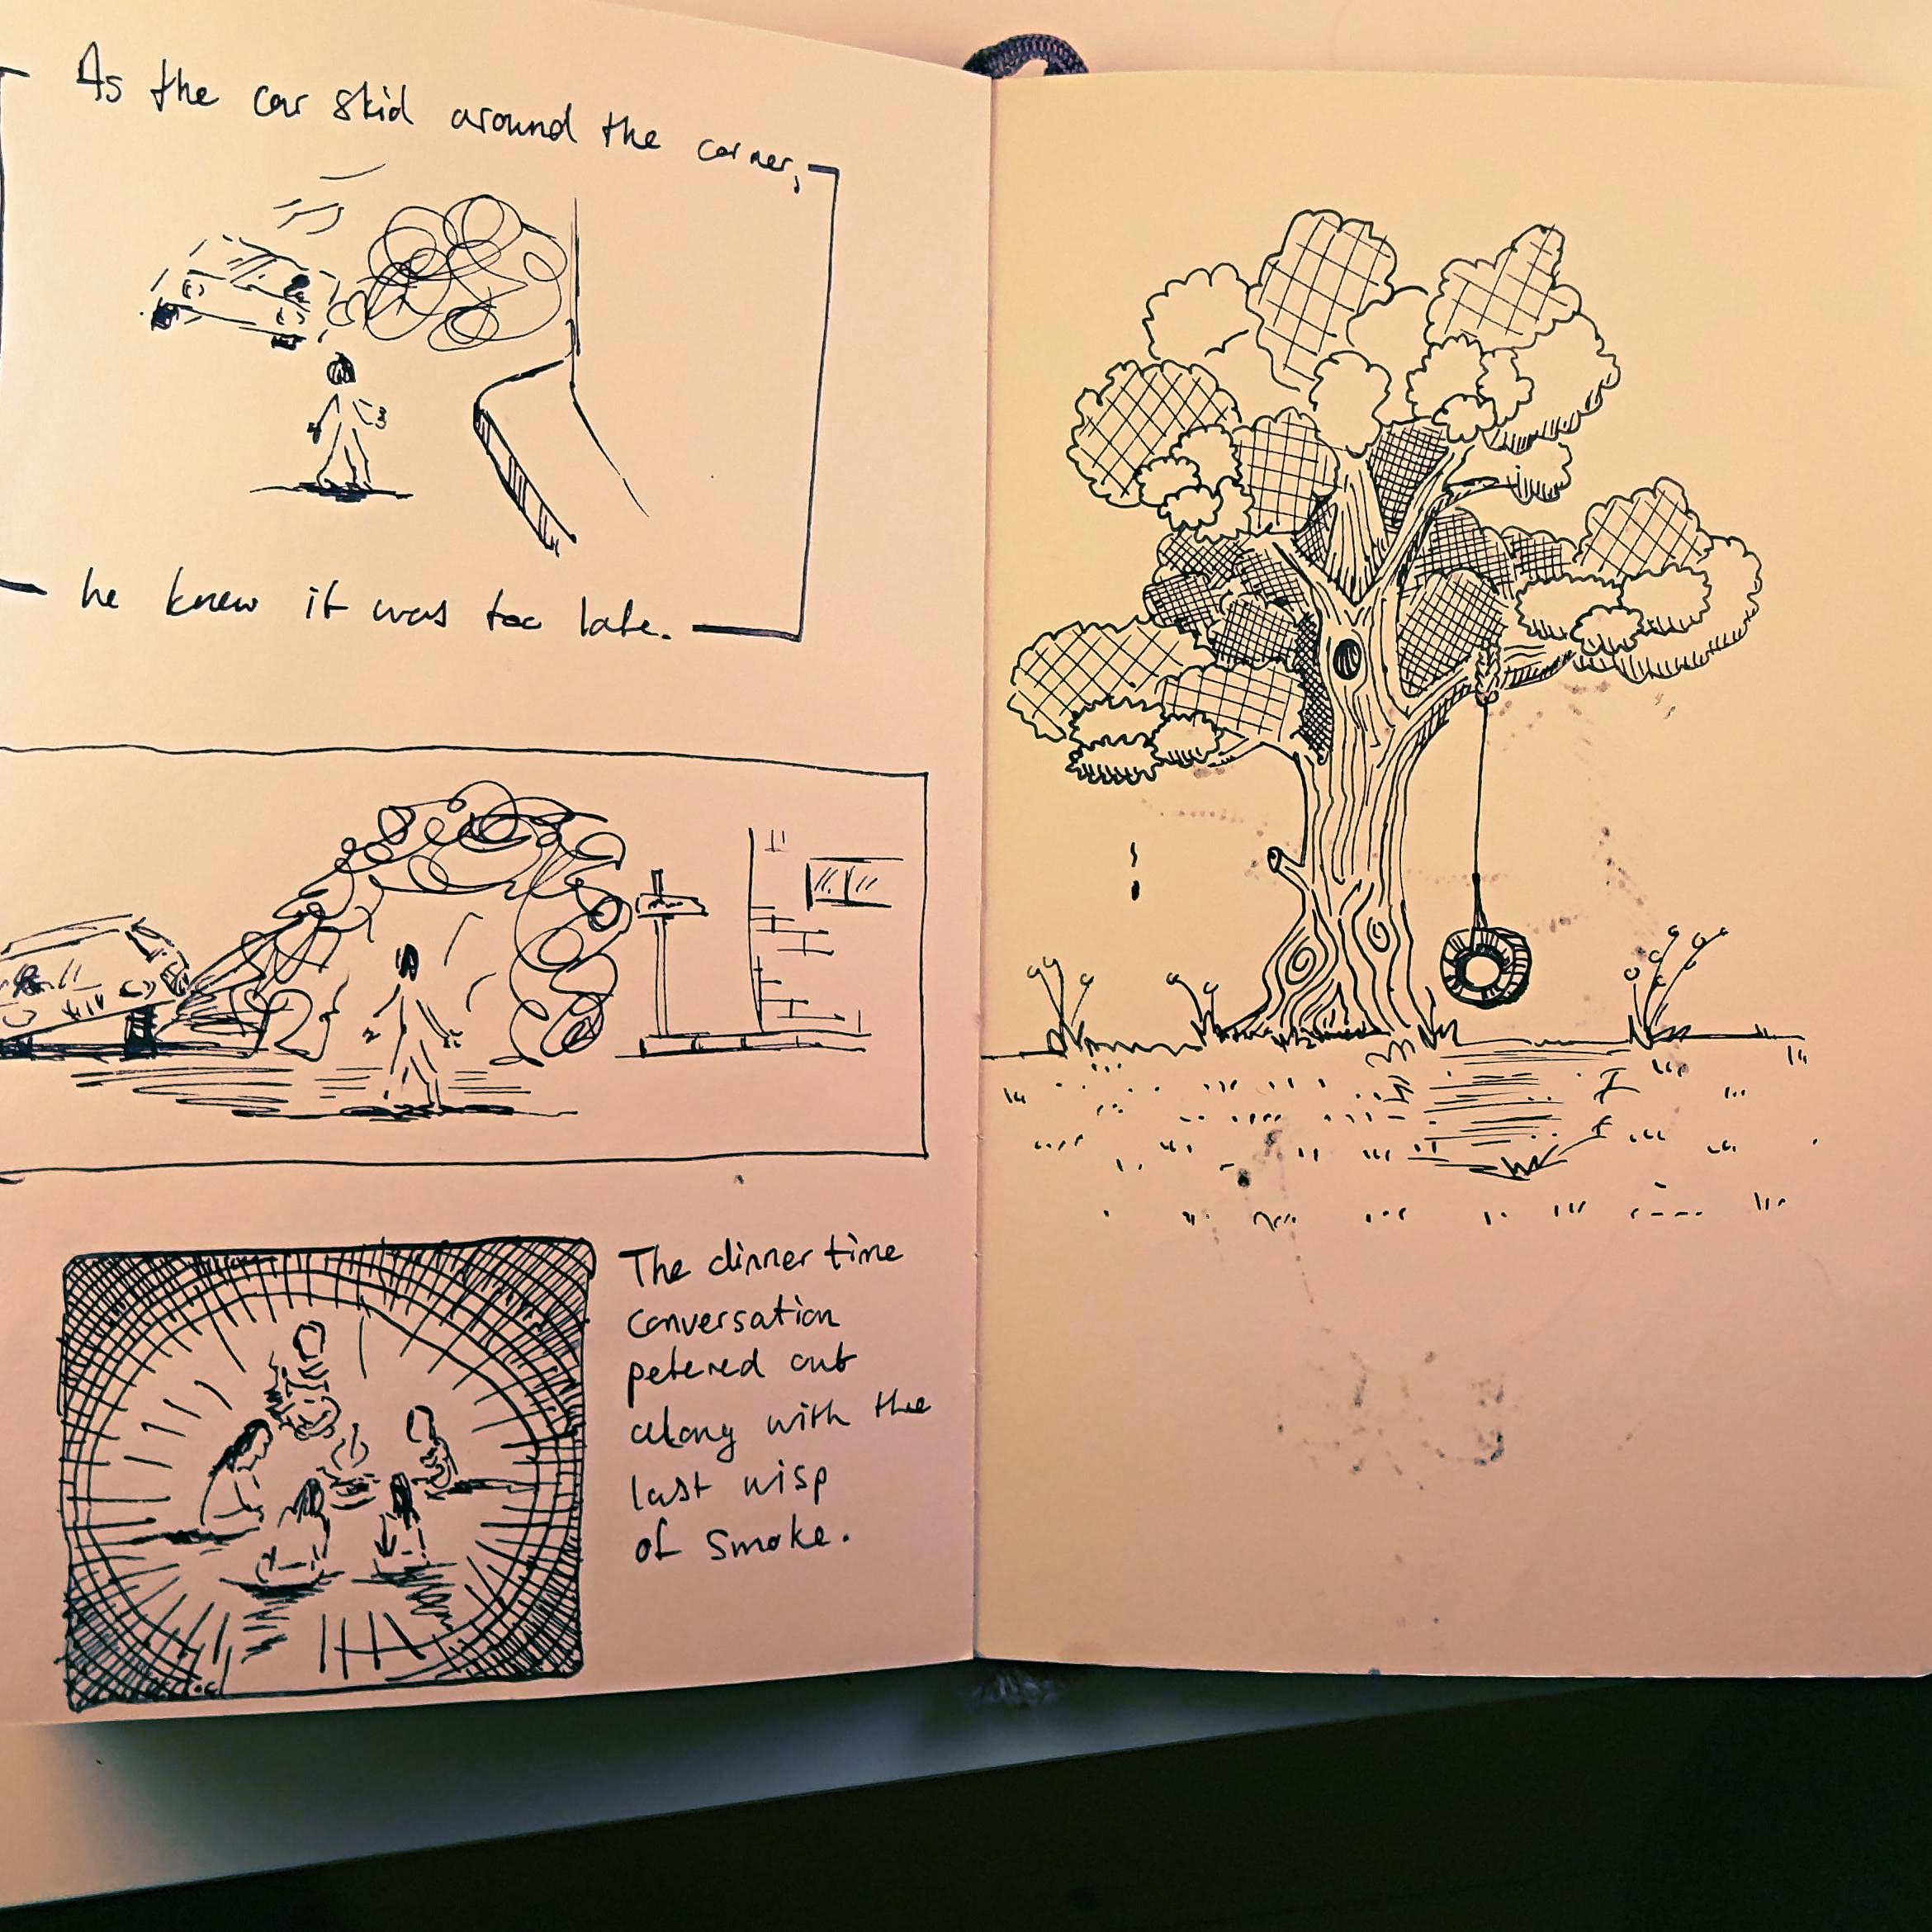 As the car skid around the corner,
he knew it was too late.
The dinner time
conversation
petered out
along with the
last wisp
of smoke.